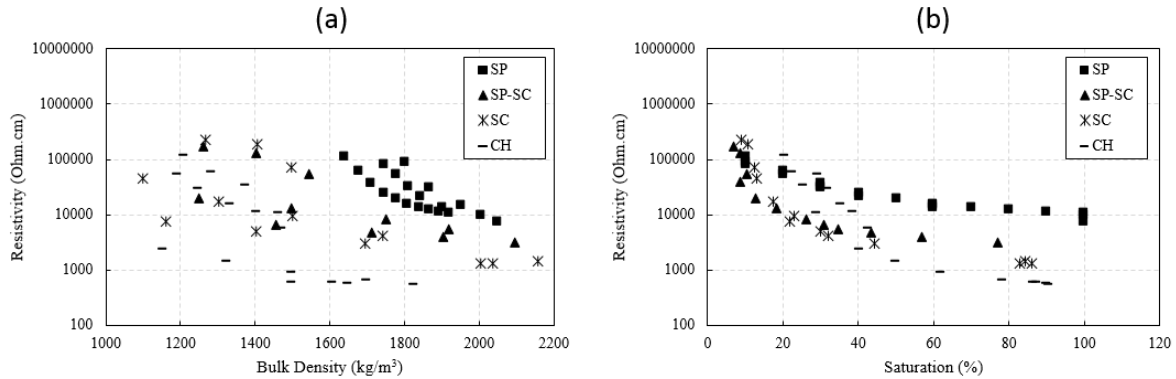 (a)
10000000
1000000
100000
10000
1000
100
Resistivity (Ohm.cm)
1000 1200 1400 1600 1800 2000 2200
Bulk Density (kg/m³)
SP
SP-SC
SC
CH
(b)
10000000
1000000
100000
10000
1000
100
Resistivity (Ohm.cm)
0 20 40 60 80 100 120
Saturation (%)
SP
SP-SC
SC
CH